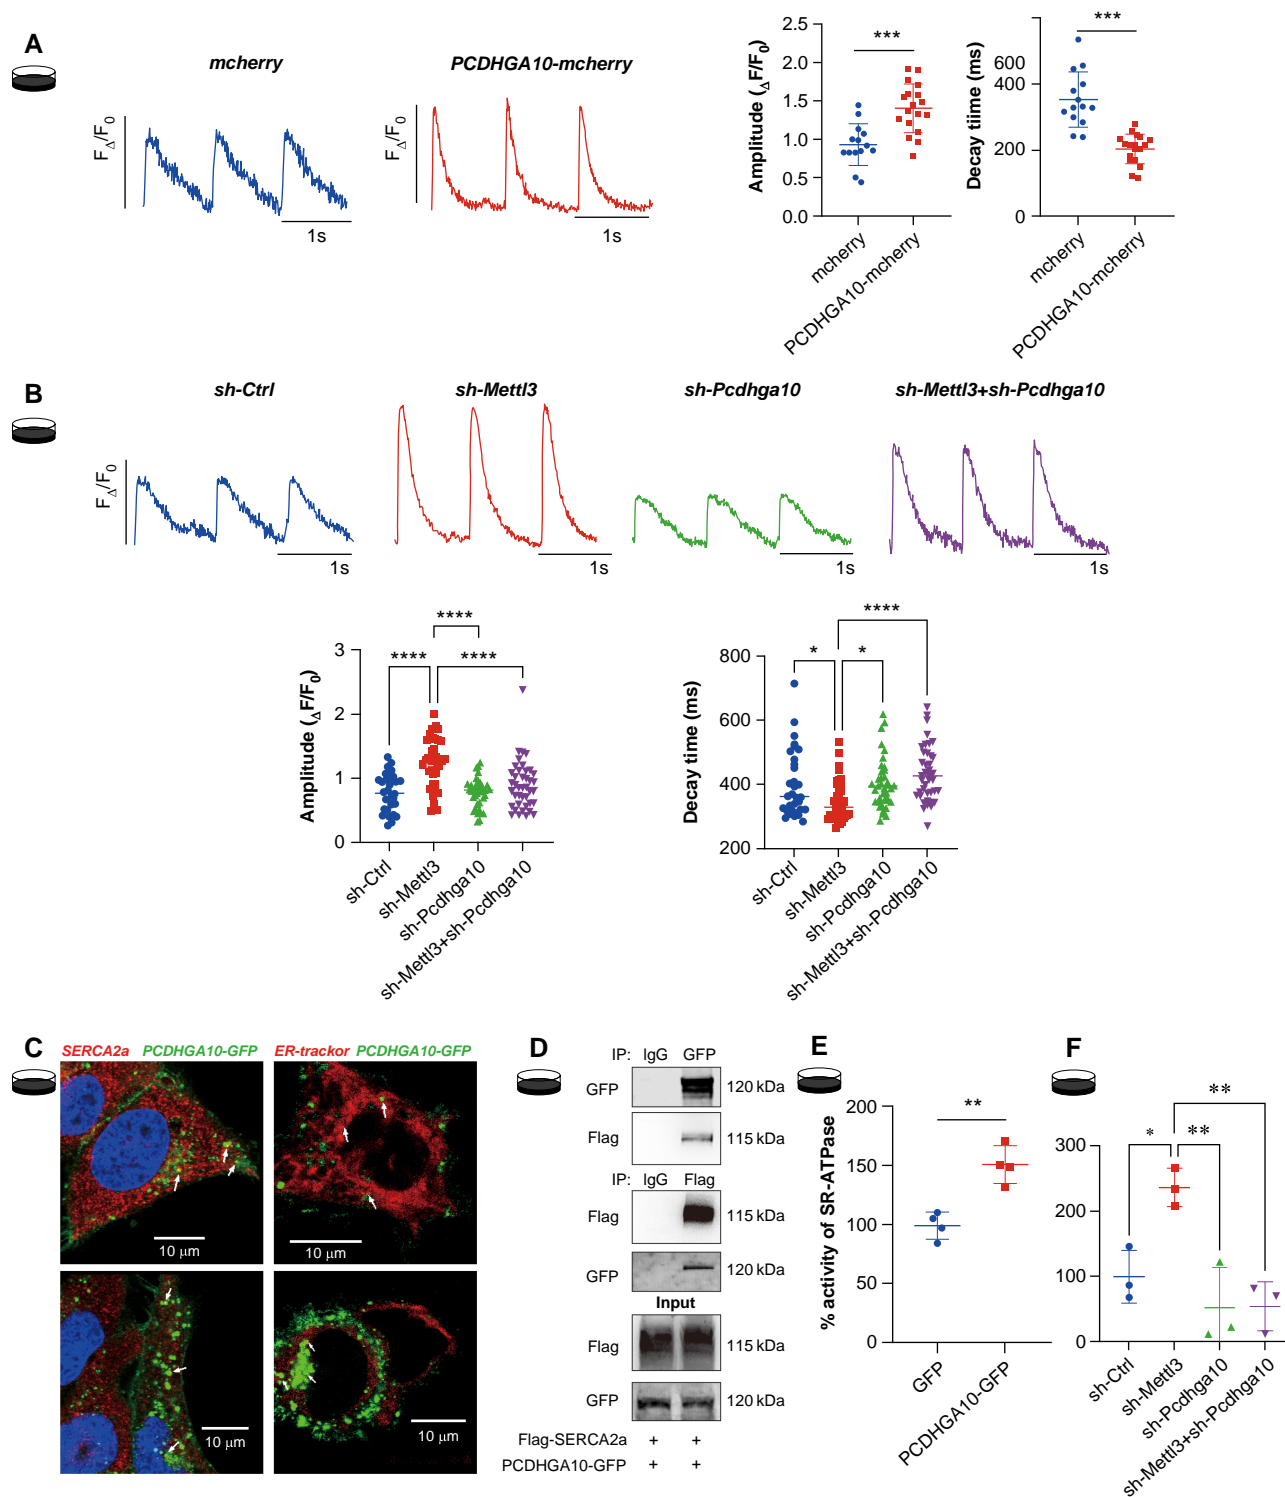 A
mcherry
PCDHGA10-mcherry
FΔ/F0
1s
FΔ/F0
1s
Amplitude (ΔF/F0)
2.5
2.0
1.5
1.0
0.5
0.0
***
mcherry
PCDHGA10-mcherry
Decay tiime (ms)
600
400
200
0
***
mcherry
PCDHGA10-mcherry
B
sh-Ctrl
sh-Mettl3
sh-Pcdhga10
sh-Mettl3+sh-Pcdhga10
FΔ/F0
1s
1s
1s
1s
Amplitude (ΔF/F0)
3
2
1
0
****
****
****
sh-Ctrl
sh-Mettl3
sh-Pcdhga10
sh-Mettl3+sh-Pcdhga10
Decay time (ms)
800
600
400
200
****
*
*
sh-Ctrl
sh-Mettl3
sh-Pcdhga10
sh-Mettl3+sh-Pcdhga10
C
SERCA2a PCDHGA10-GFP
ER-trackor PCDHGA10-GFP
10 μm
10 μm
10 μm
10 μm
D
IP: IgG GFP
GFP 120 kDa
Flag 115 kDa
IP: IgG Flag
Flag 115 kDa
GFP 120 kDa
Input
Flag 115 kDa
GFP 120 kDa
Flag-SERCA2a + +
PCDHGA10-GFP + +
E
% activity of SR-ATPase
200
150
100
50
0
**
GFP
PCDHGA10-GFP
F
300
200
100
0
**
*
**
sh-Ctrl
sh-Mettl3
sh-Pcdhga10
sh-Mettl3+sh-Pcdhga10